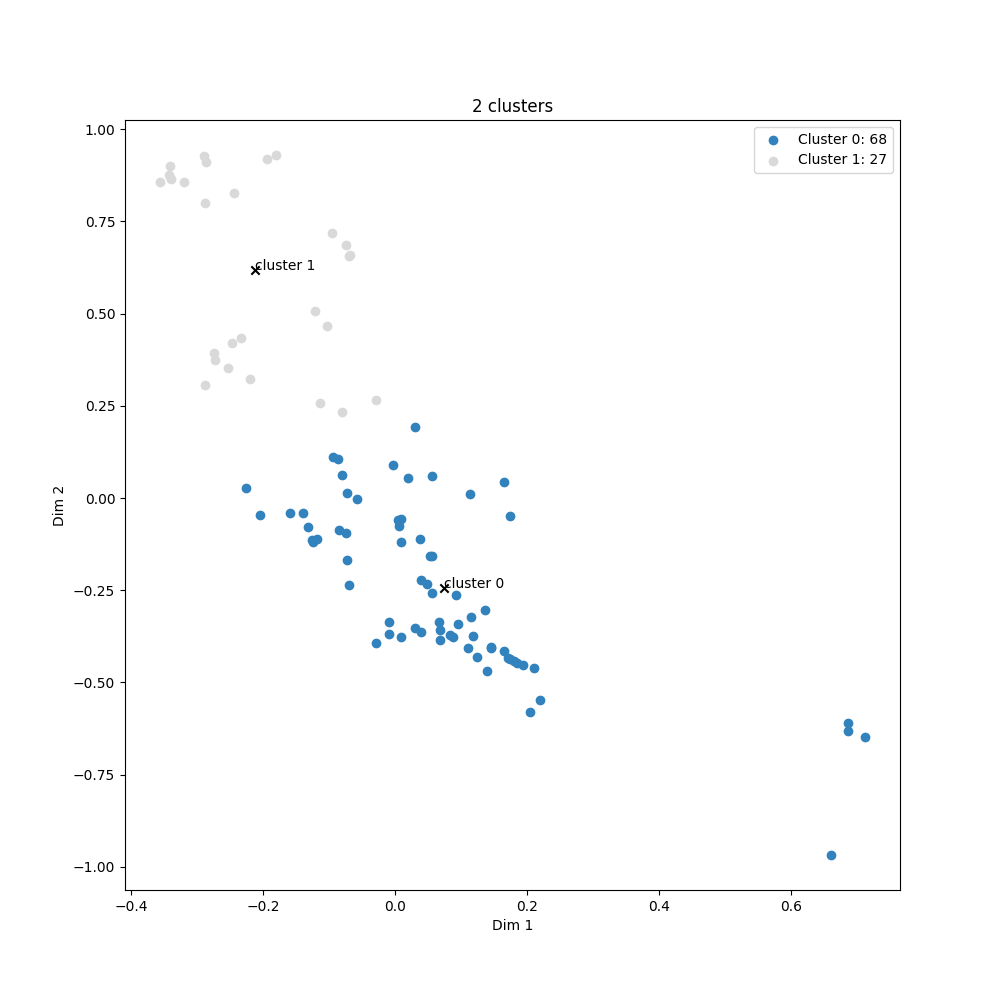 2 clusters
Cluster 0: 68
Cluster 1: 27
1.00
0.75
0.50
0.25
0.00
−0.25
−0.50
−0.75
−1.00
Dim 2
cluster 1
cluster 0
−0.4
−0.2
0.0
0.2
0.4
0.6
Dim 1